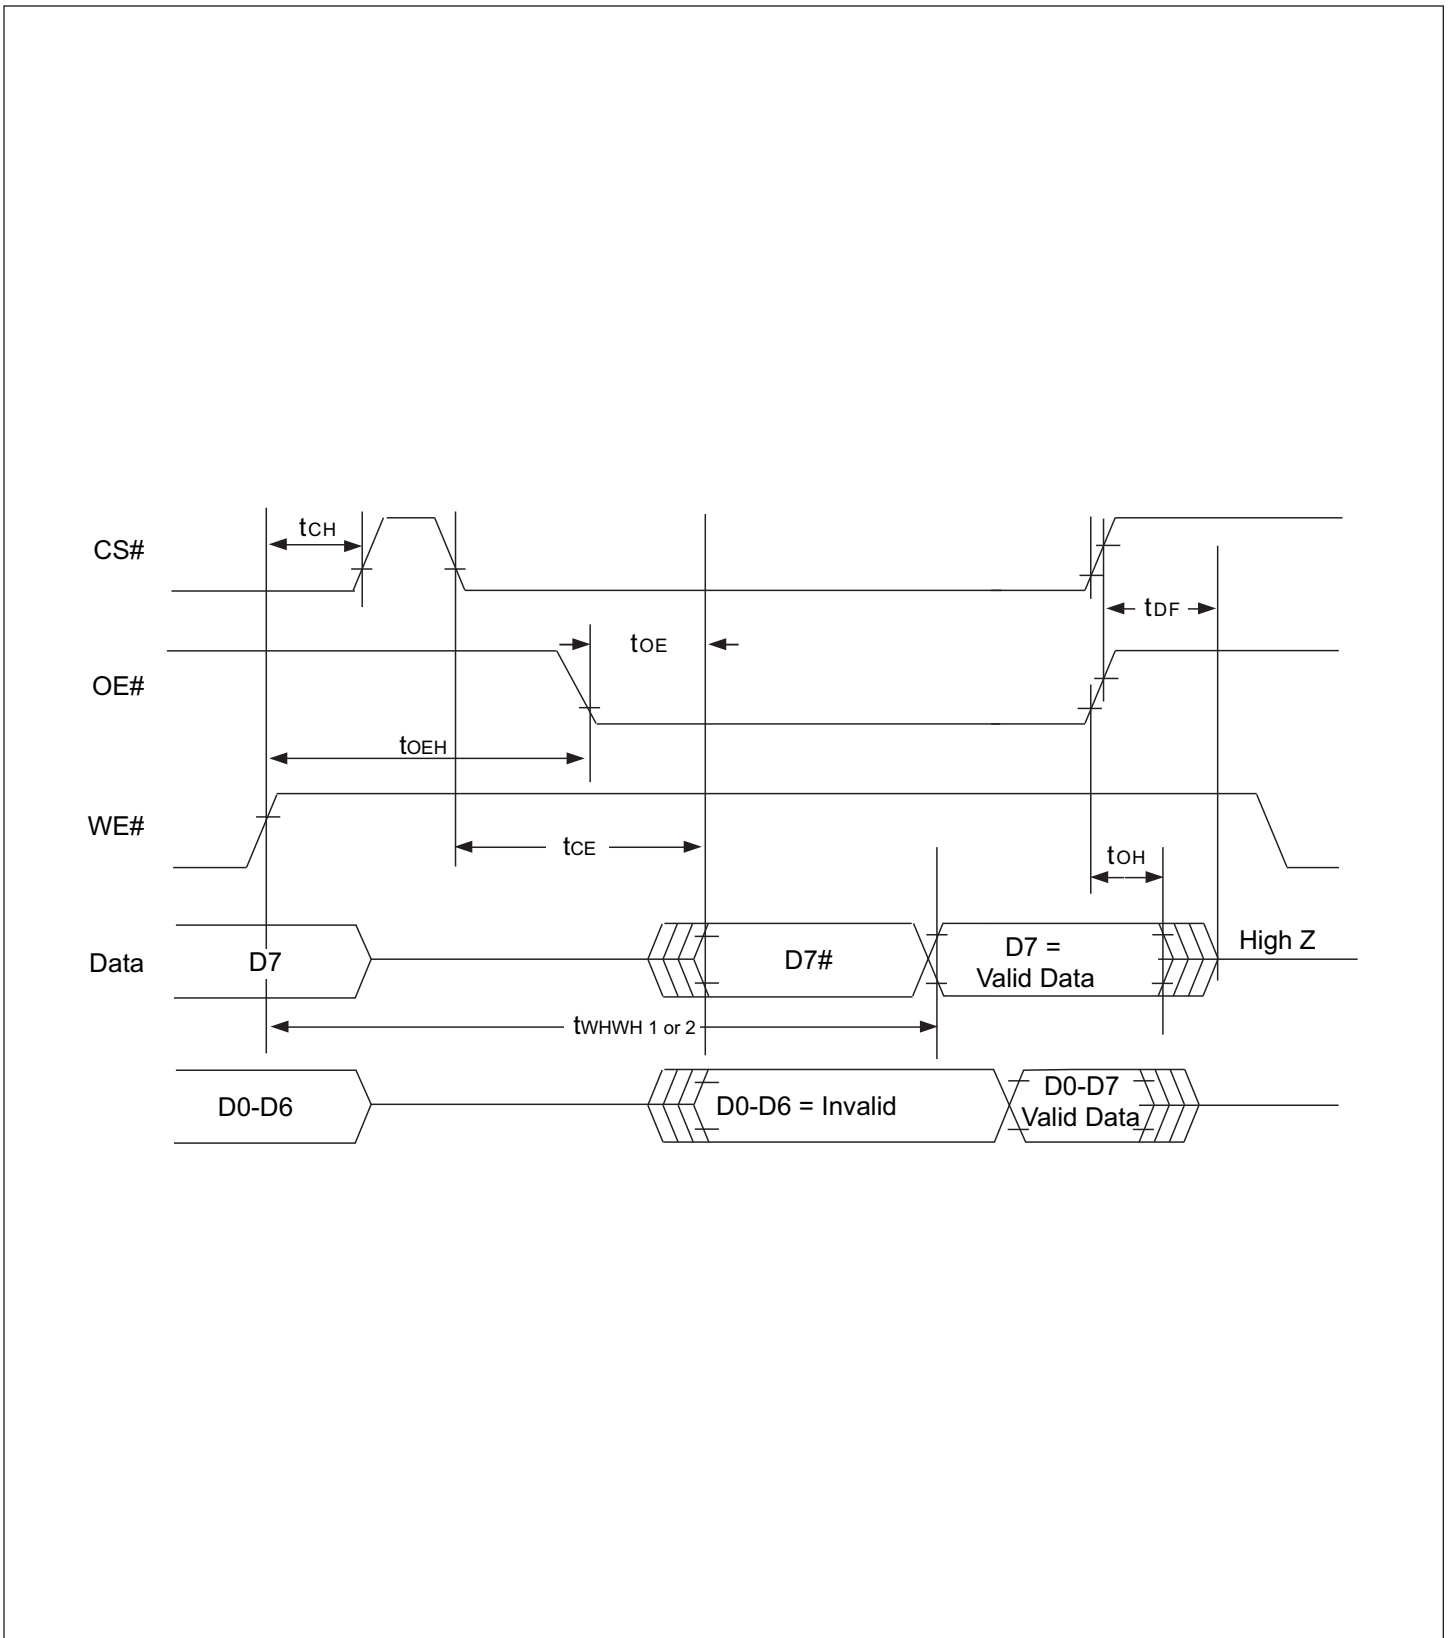 tCH
CS#
tDF
tOE
OE#
tOEH
WE#
tCE
tOH
High Z
Data
D7
D7#
D7 =
Valid Data
tWHWH 1 or 2
D0-D6
D0-D6 = Invalid
D0-D7
Valid Data